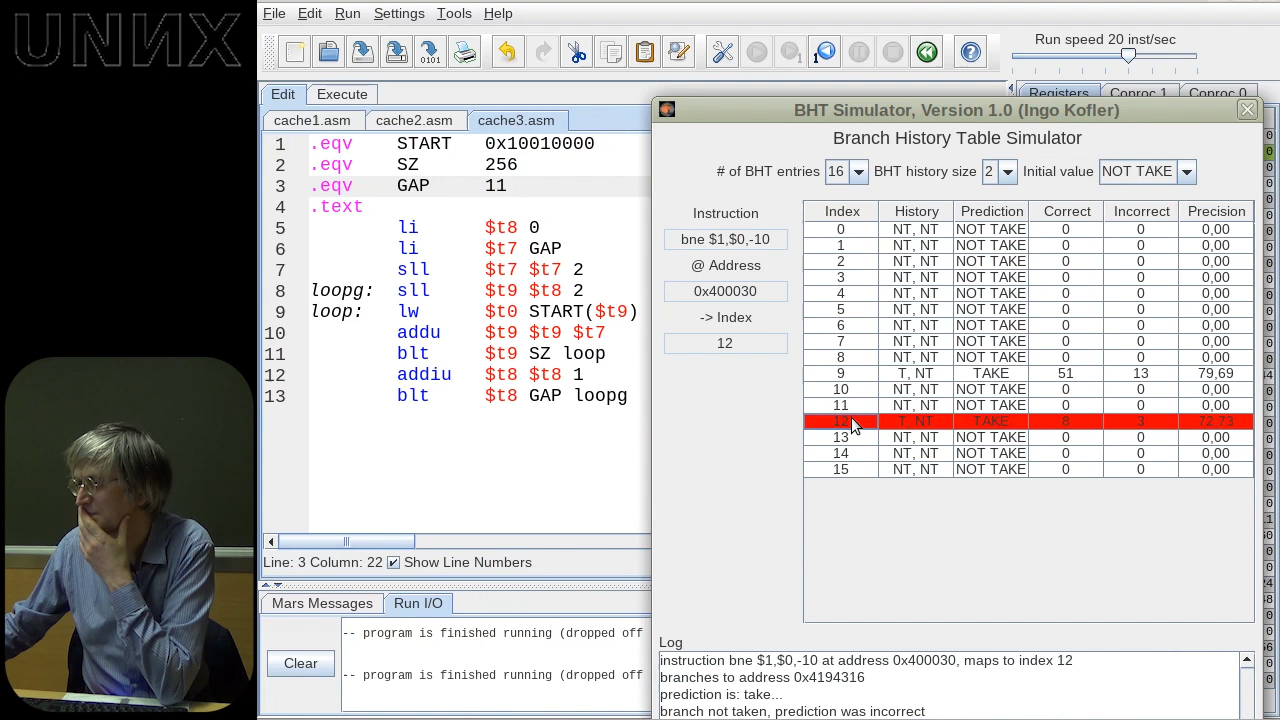 UNИX
File Edit Run Settings Tools Help
Run speed 20 inst/sec
Edit Execute
Registers Coproc 1 Coproc 0
cache1.asm cache2.asm cache3.asm
1 .eqv START 0x10010000
2 .eqv SZ 256
3 .eqv GAP 11
4 .text
5 li $t8 0
6 li $t7 GAP
7 sll $t7 $t7 2
8 loopg: sll $t9 $t8 2
9 loop: lw $t0 START($t9)
10 addu $t9 $t9 $t7
11 blt $t9 SZ loop
12 addiu $t8 $t8 1
13 blt $t8 GAP loopg
Line: 3 Column: 22 Show Line Numbers
Mars Messages Run I/O
Clear
-- program is finished running (dropped off
-- program is finished running (dropped off
BHT Simulator, Version 1.0 (Ingo Kofler)
Branch History Table Simulator
# of BHT entries 16 BHT history size 2 Initial value NOT TAKE
Instruction
bne $1,$0,-10
@ Address
0x400030
-> Index
12
Index History Prediction Correct Incorrect Precision
0 NT, NT NOT TAKE 0 0 0,00
1 NT, NT NOT TAKE 0 0 0,00
2 NT, NT NOT TAKE 0 0 0,00
3 NT, NT NOT TAKE 0 0 0,00
4 NT, NT NOT TAKE 0 0 0,00
5 NT, NT NOT TAKE 0 0 0,00
6 NT, NT NOT TAKE 0 0 0,00
7 NT, NT NOT TAKE 0 0 0,00
8 NT, NT NOT TAKE 0 0 0,00
9 T, NT TAKE 51 13 79,69
10 NT, NT NOT TAKE 0 0 0,00
11 NT, NT NOT TAKE 0 0 0,00
12 T, NT TAKE 8 3 72,73
13 NT, NT NOT TAKE 0 0 0,00
14 NT, NT NOT TAKE 0 0 0,00
15 NT, NT NOT TAKE 0 0 0,00
Log
instruction bne $1,$0,-10 at address 0x400030, maps to index 12
branches to address 0x4194316
prediction is: take...
branch not taken, prediction was incorrect